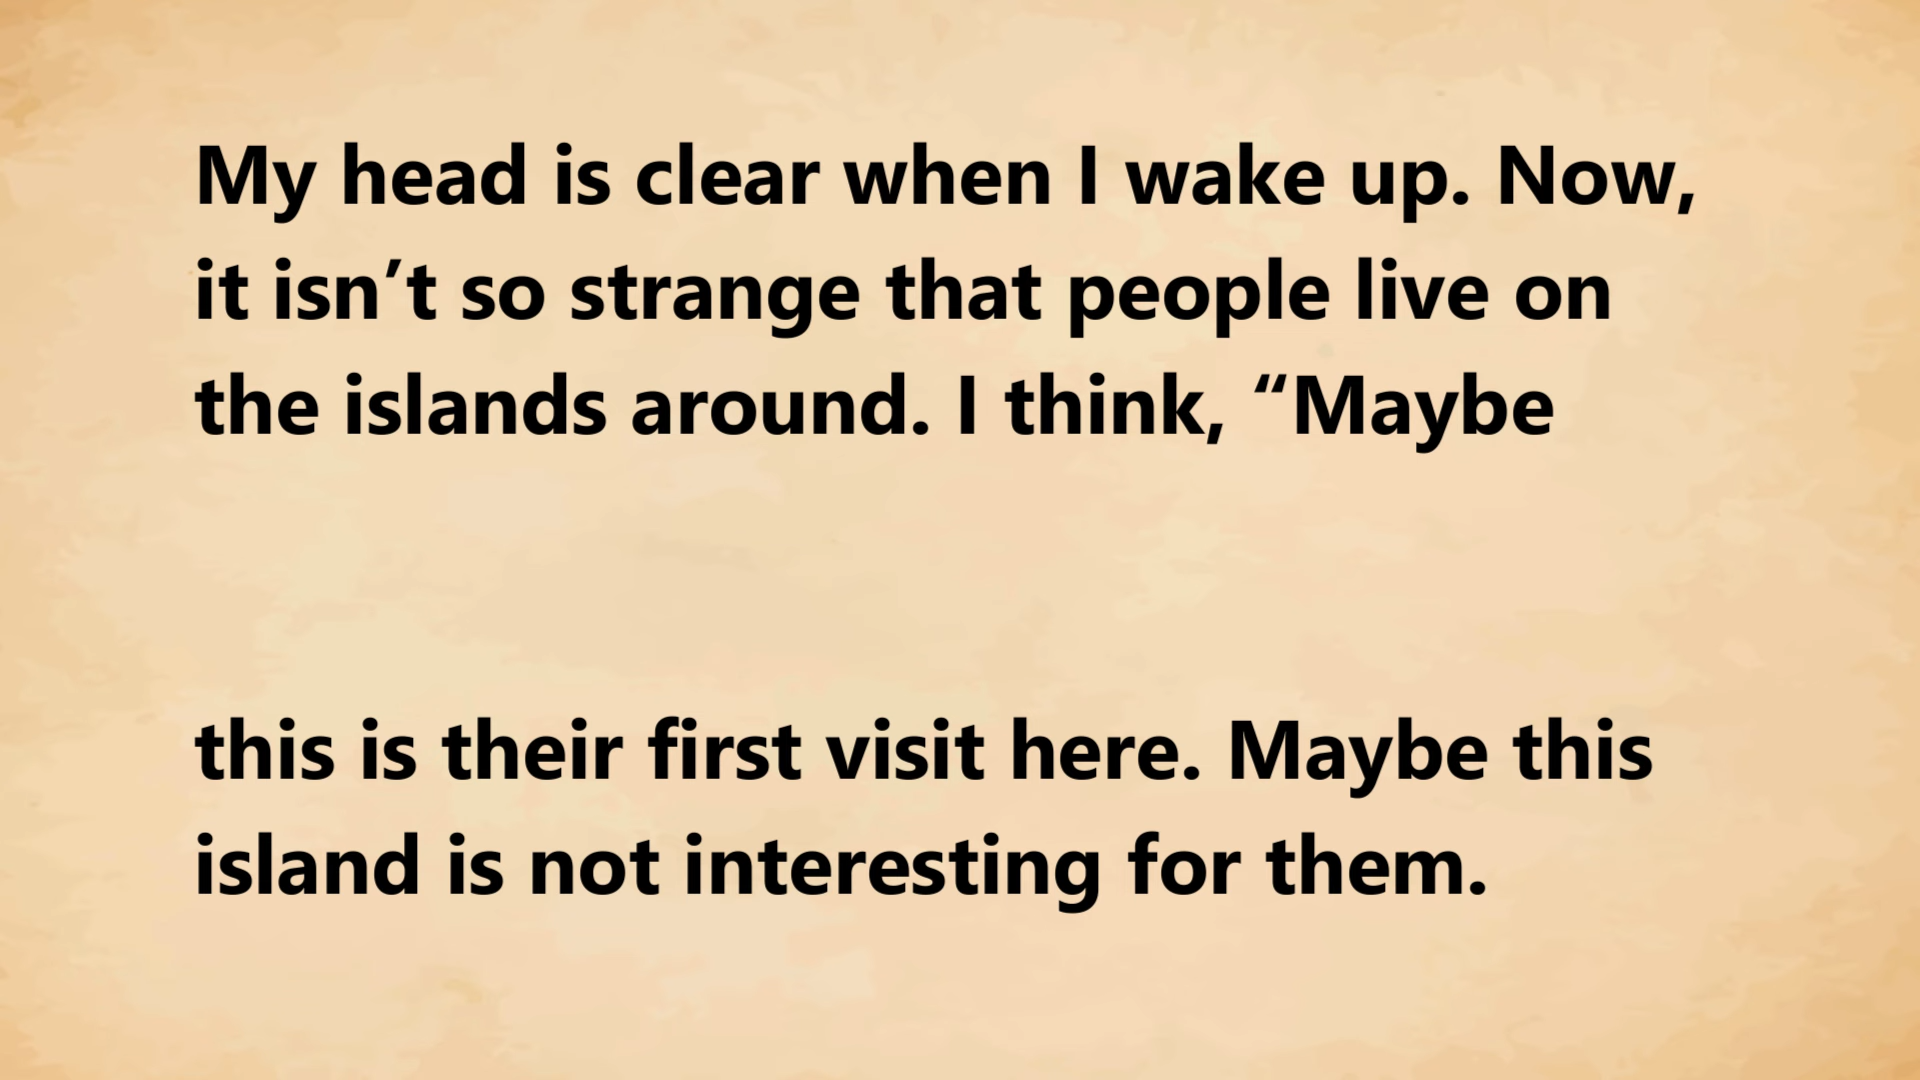 My head is clear when I wake up. Now,
it isn’t so strange that people live on
the islands around. I think, “Maybe
this is their first visit here. Maybe this
island is not interesting for them.